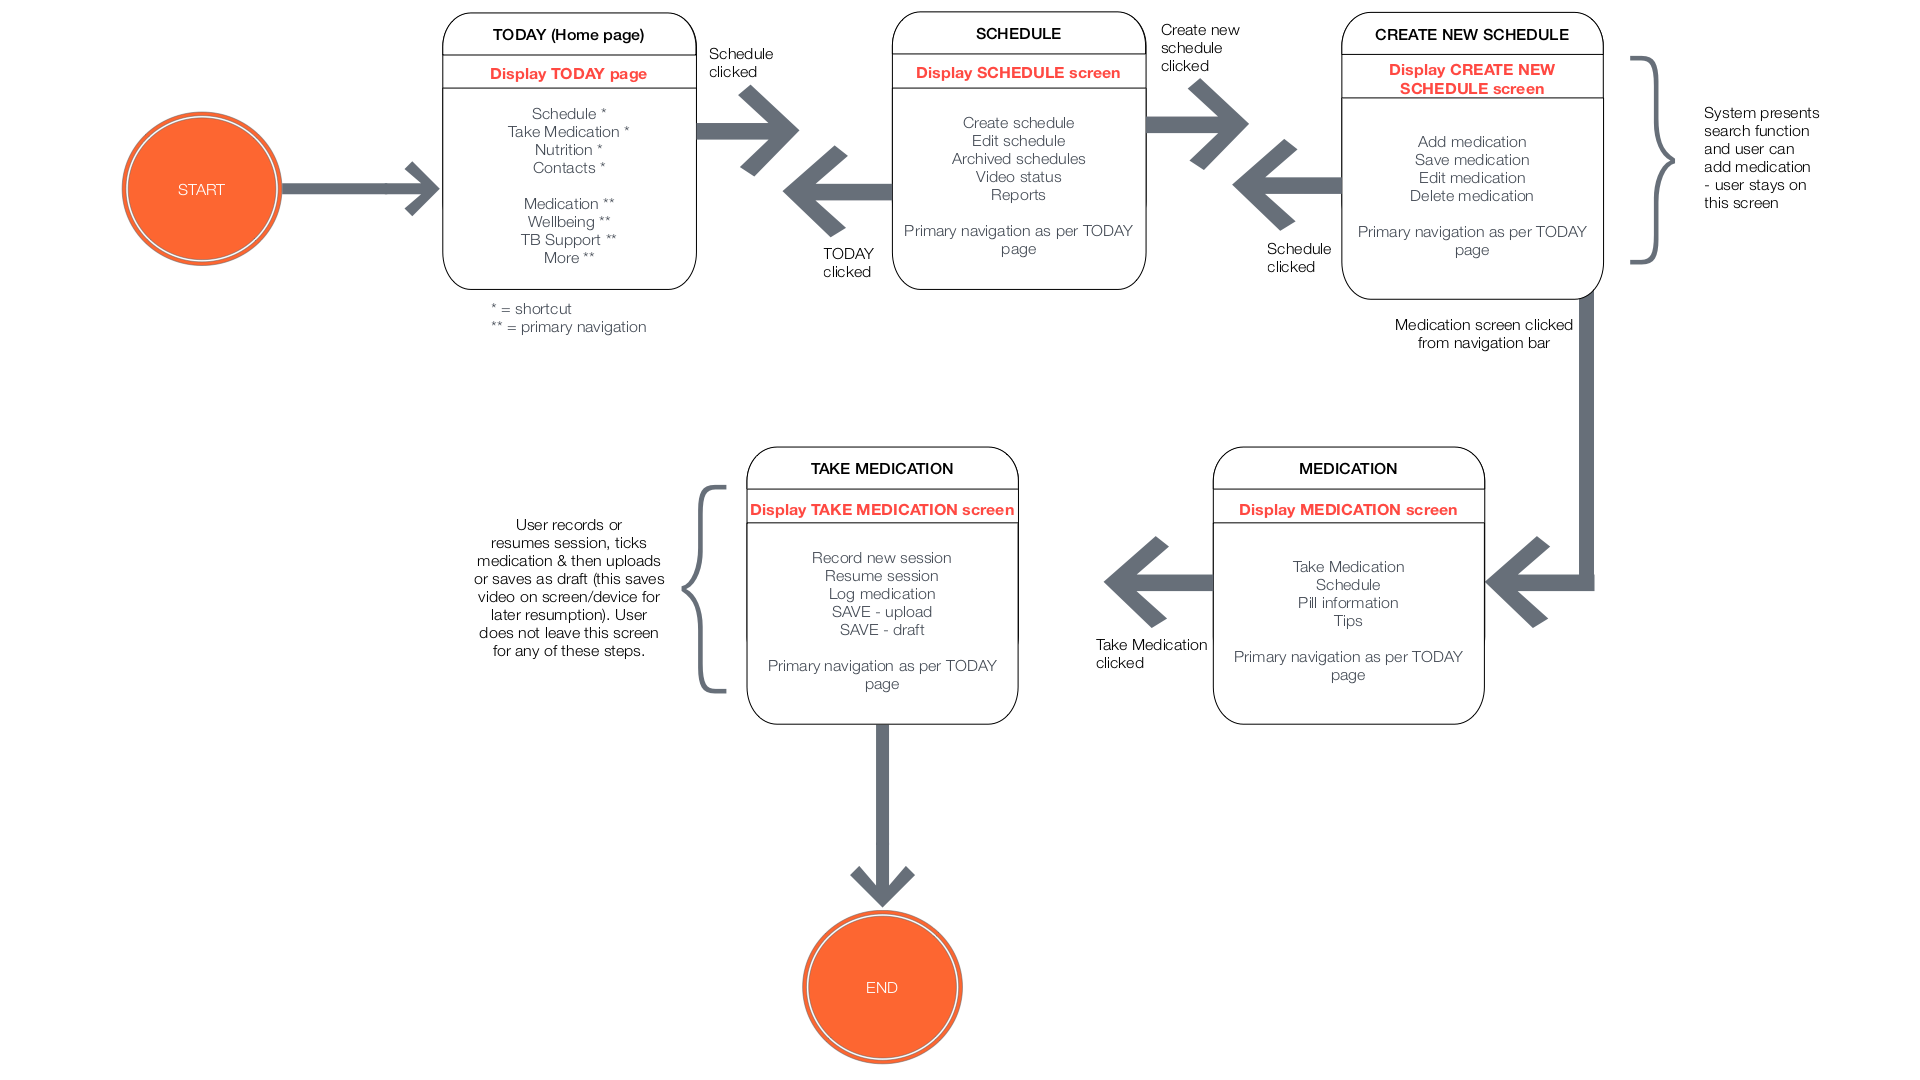 START
TODAY (Home page)
Display TODAY page
Schedule *
Take Medication *
Nutrition *
Contacts *
Medication **
Wellbeing **
TB Support **
More **
* = shortcut
** = primary navigation
Schedule
clicked
TODAY
clicked
SCHEDULE
Display SCHEDULE screen
Create schedule
Edit schedule
Archived schedules
Video status
Reports
Primary navigation as per TODAY
page
Create new
schedule
clicked
Schedule
clicked
CREATE NEW SCHEDULE
Display CREATE NEW
SCHEDULE screen
Add medication
Save medication
Edit medication
Delete medication
Primary navigation as per TODAY
page
System presents
search function
and user can
add medication
- user stays on
this screen
Medication screen clicked
from navigation bar
MEDICATION
Display MEDICATION screen
Take Medication
Schedule
Pill information
Tips
Primary navigation as per TODAY
page
Take Medication
clicked
TAKE MEDICATION
Display TAKE MEDICATION screen
Record new session
Resume session
Log medication
SAVE - upload
SAVE - draft
Primary navigation as per TODAY
page
User records or
resumes session, ticks
medication & then uploads
or saves as draft (this saves
video on screen/device for
later resumption). User
does not leave this screen
for any of these steps.
END